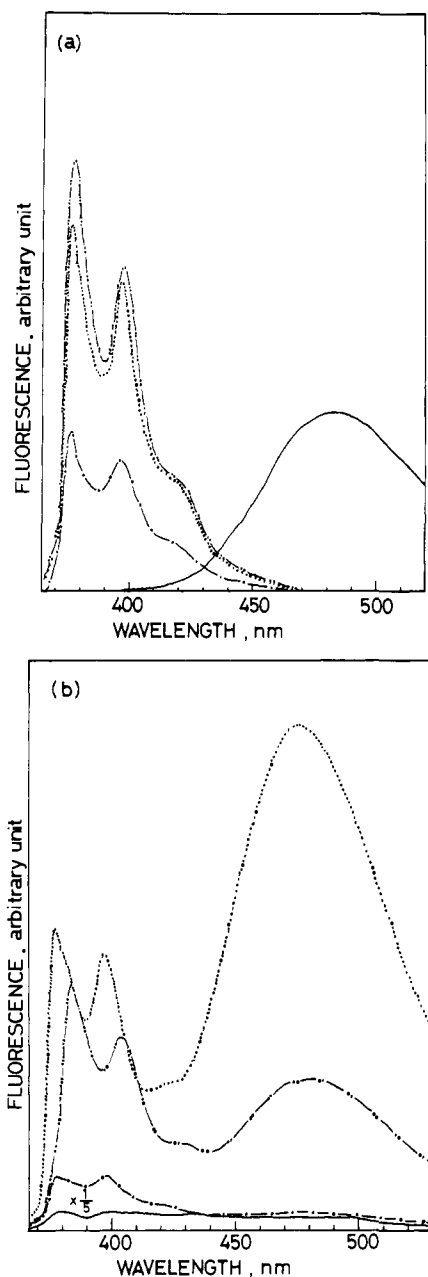 (a)
FLUORESCENCE, arbitrary unit
400 450 500
WAVELENGTH, nm
(b)
FLUORESCENCE, arbitrary unit
x 1/5
400 450 500
WAVELENGTH, nm